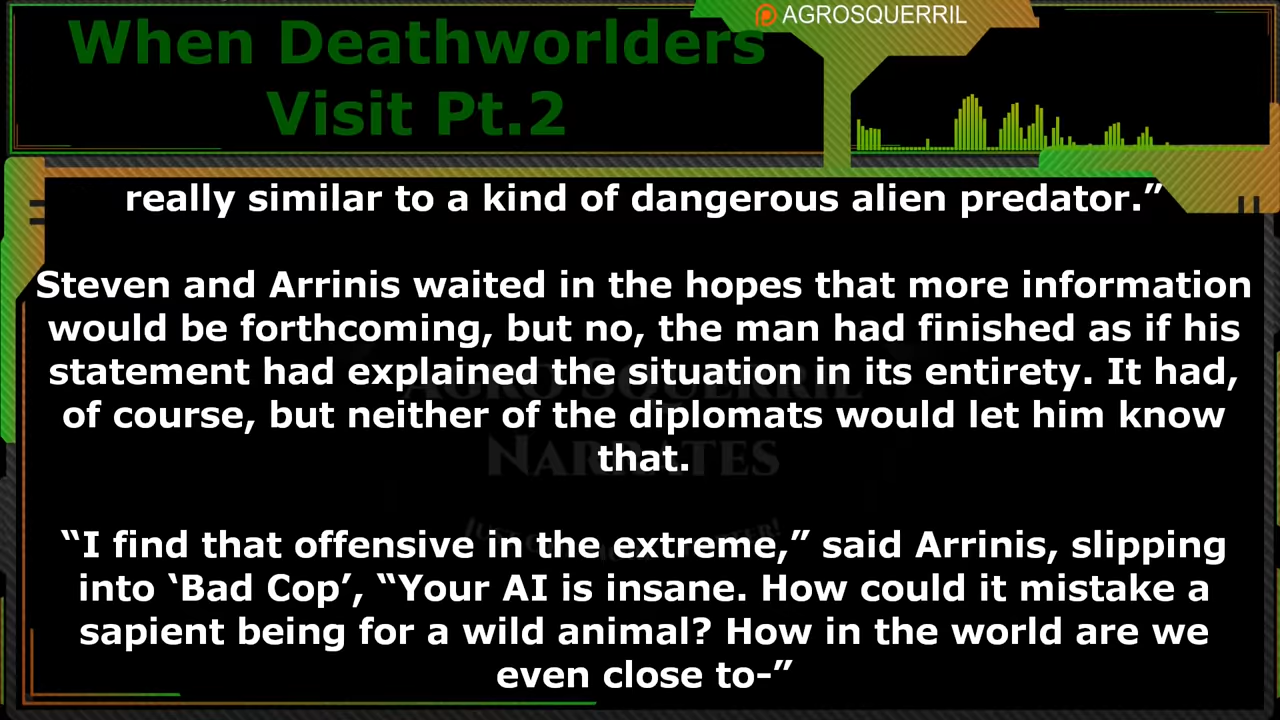 AGROSQUERRIL
When Deathworlders
Visit Pt.2
really similar to a kind of dangerous alien predator.”
Steven and Arrinis waited in the hopes that more information
would be forthcoming, but no, the man had finished as if his
statement had explained the situation in its entirety. It had,
of course, but neither of the diplomats would let him know
that.
“I find that offensive in the extreme,” said Arrinis, slipping
into ‘Bad Cop’, “Your AI is insane. How could it mistake a
sapient being for a wild animal? How in the world are we
even close to-”
NARRATES